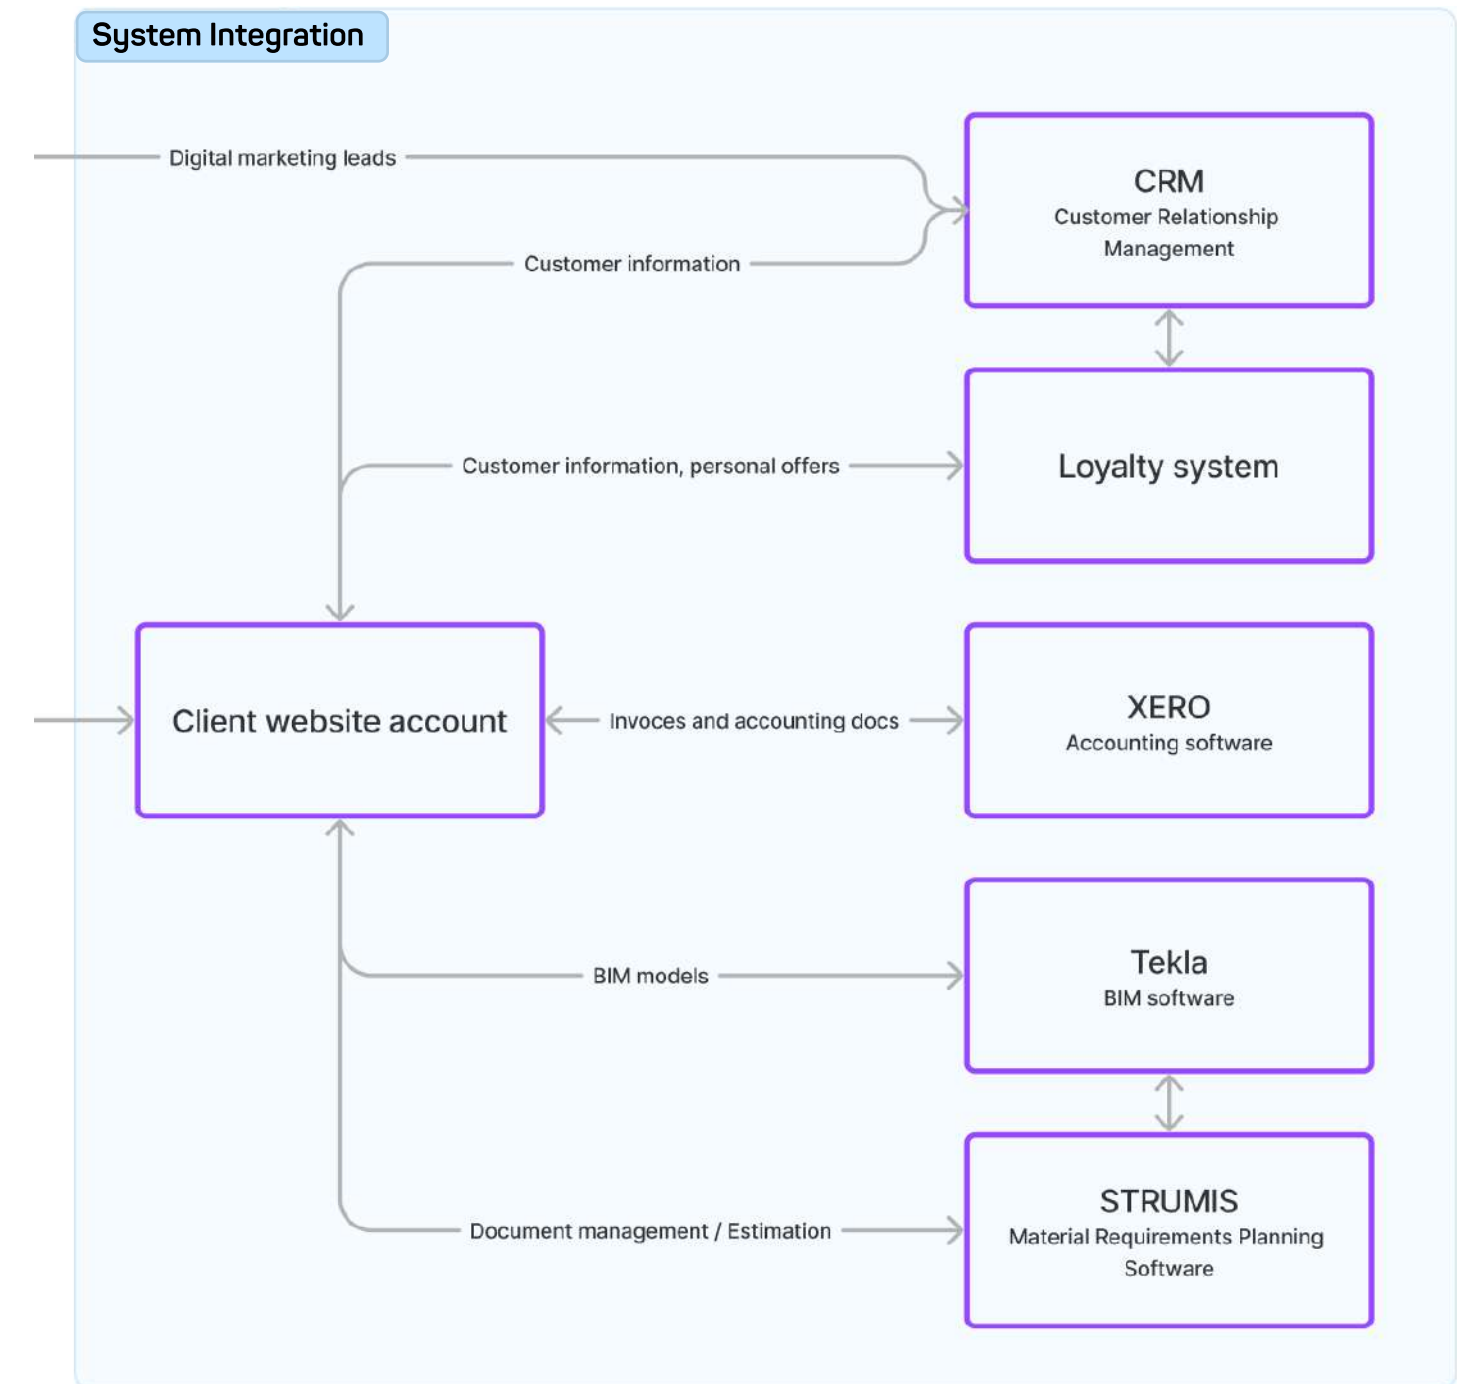 System Integration
Digital marketing leads
CRM
Customer Relationship
Management
Customer information
Customer information, personal offers
Loyalty system
Client website account
Invoces and accounting docs
XERO
Accounting software
BIM models
Tekla
BIM software
Document management / Estimation
STRUMIS
Material Requirements Planning
Software